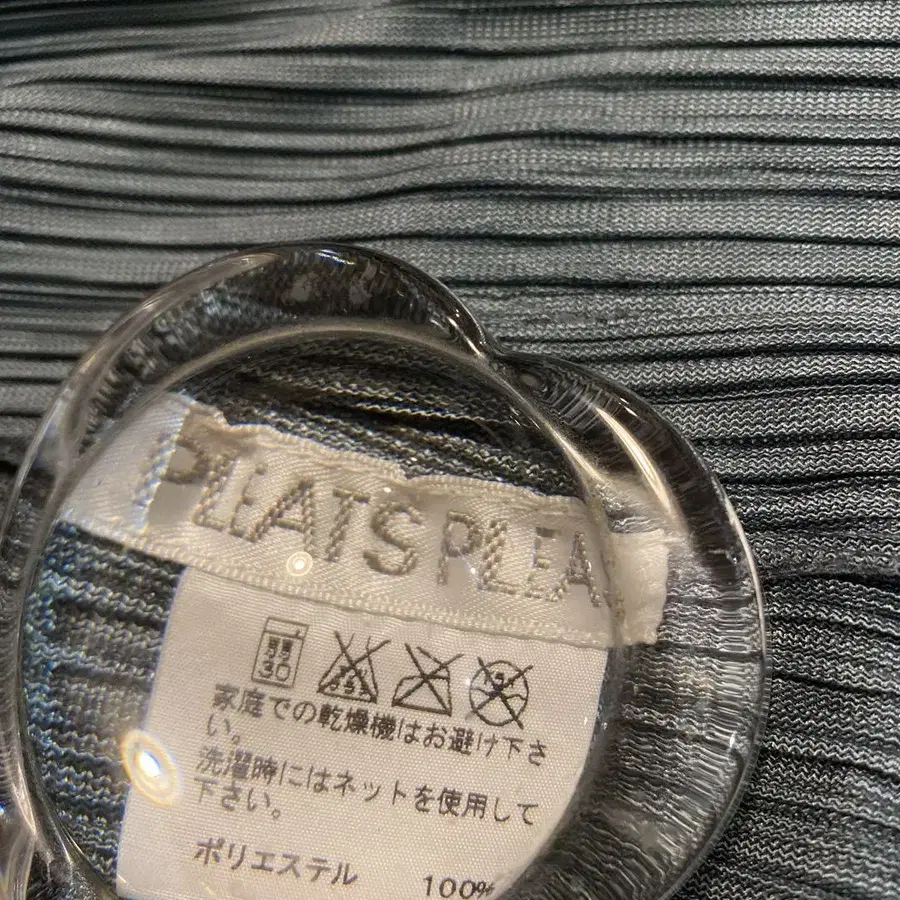 PLEATS PLEA
弱
30
家庭での乾燥機はお避け下さ
い。
洗濯時にはネットを使用して
下さい。
ポリエステル 100%